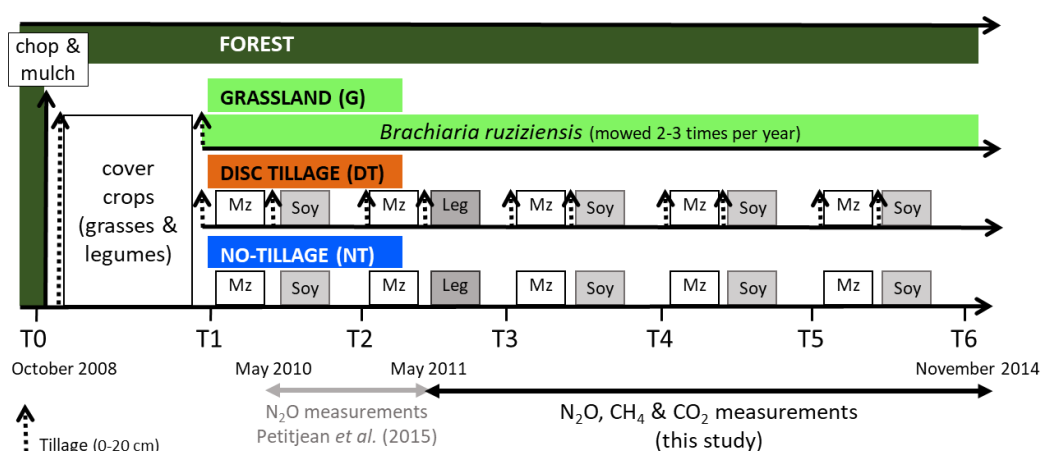 FOREST
chop &
mulch
GRASSLAND (G)
Brachiaria ruziziensis (mowed 2-3 times per year)
cover
crops
(grasses &
legumes)
DISC TILLAGE (DT)
Mz Soy Mz Leg Mz Soy Mz Soy Mz Soy
NO-TILLAGE (NT)
Mz Soy Mz Leg Mz Soy Mz Soy Mz Soy
T0 T1 T2 T3 T4 T5 T6
October 2008 May 2010 May 2011 November 2014
N₂O measurements
Petitjean et al. (2015)
N₂O, CH₄ & CO₂ measurements
(this study)
Tillage (0-20 cm)